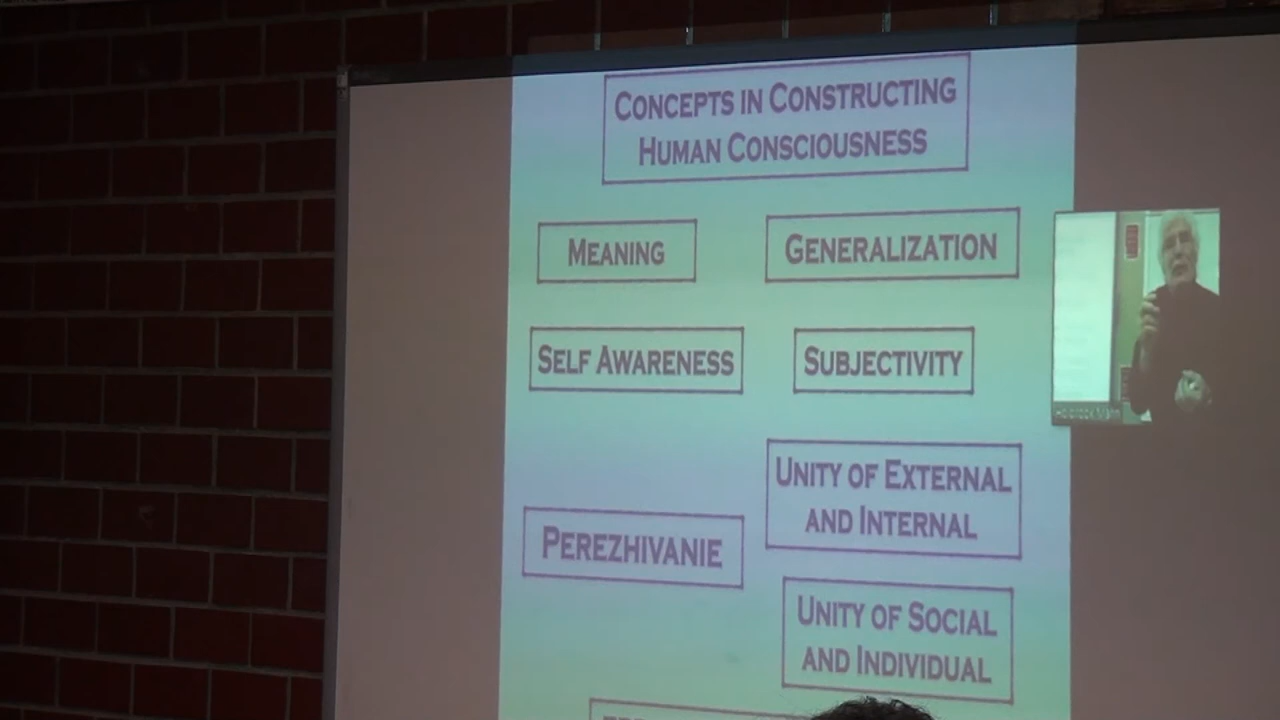 CONCEPTS IN CONSTRUCTING
HUMAN CONSCIOUSNESS
MEANING
GENERALIZATION
SELF AWARENESS
SUBJECTIVITY
UNITY OF EXTERNAL
AND INTERNAL
PEREZHIVANIE
UNITY OF SOCIAL
AND INDIVIDUAL